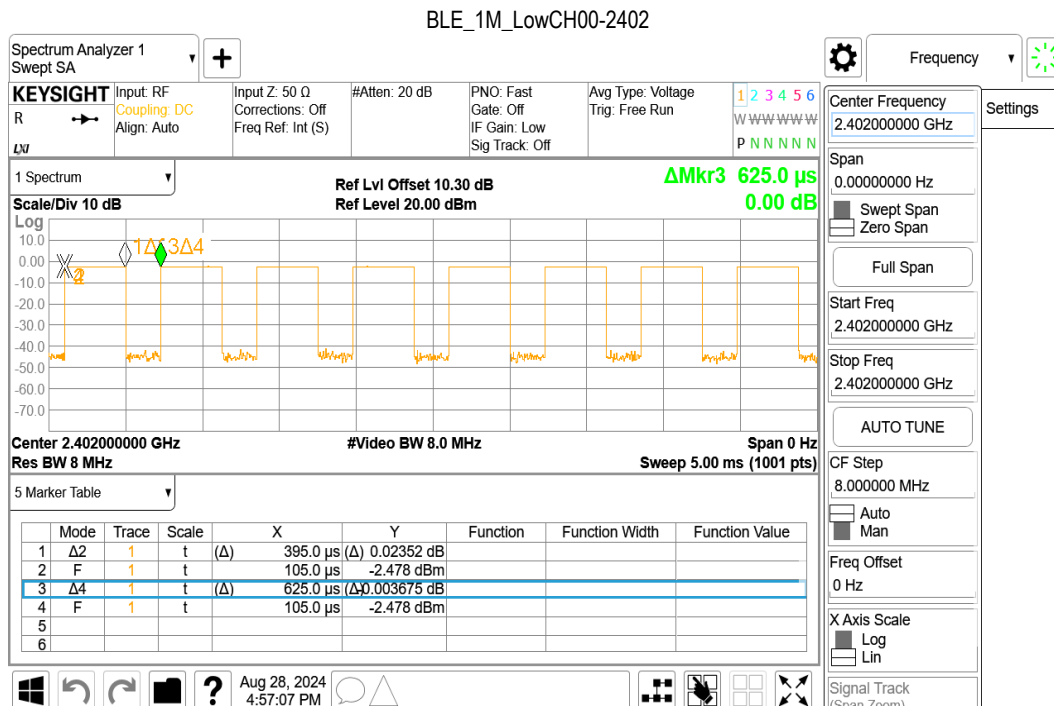 BLE_1M_LowCH00-2402
Spectrum Analyzer 1
Swept SA
+
Frequency
KEYSIGHT
R
LXI
Input: RF
Coupling: DC
Align: Auto
Input Z: 50 Ω
Corrections: Off
Freq Ref: Int (S)
#Atten: 20 dB
PNO: Fast
Gate: Off
IF Gain: Low
Sig Track: Off
Avg Type: Voltage
Trig: Free Run
1 2 3 4 5 6
W W W W W W
P N N N N N
Center Frequency
2.402000000 GHz
Settings
Span
0.00000000 Hz
Swept Span
Zero Span
Full Span
Start Freq
2.402000000 GHz
Stop Freq
2.402000000 GHz
AUTO TUNE
CF Step
8.000000 MHz
Auto
Man
Freq Offset
0 Hz
X Axis Scale
Log
Lin
Signal Track
(Span Zoom)
1 Spectrum
Scale/Div 10 dB
Ref Lvl Offset 10.30 dB
Ref Level 20.00 dBm
ΔMkr3 625.0 µs
0.00 dB
Log
10.0
0.00
-10.0
-20.0
-30.0
-40.0
-50.0
-60.0
-70.0
3Δ4
Center 2.402000000 GHz
#Video BW 8.0 MHz
Span 0 Hz
Res BW 8 MHz
Sweep 5.00 ms (1001 pts)
5 Marker Table
Mode Trace Scale X Y Function Function Width Function Value
1 Δ2 1 t (Δ) 395.0 µs (Δ) 0.02352 dB
2 F 1 t 105.0 µs -2.478 dBm
3 Δ4 1 t (Δ) 625.0 µs (Δ)-0.003675 dB
4 F 1 t 105.0 µs -2.478 dBm
5
6
?
Aug 28, 2024
4:57:07 PM